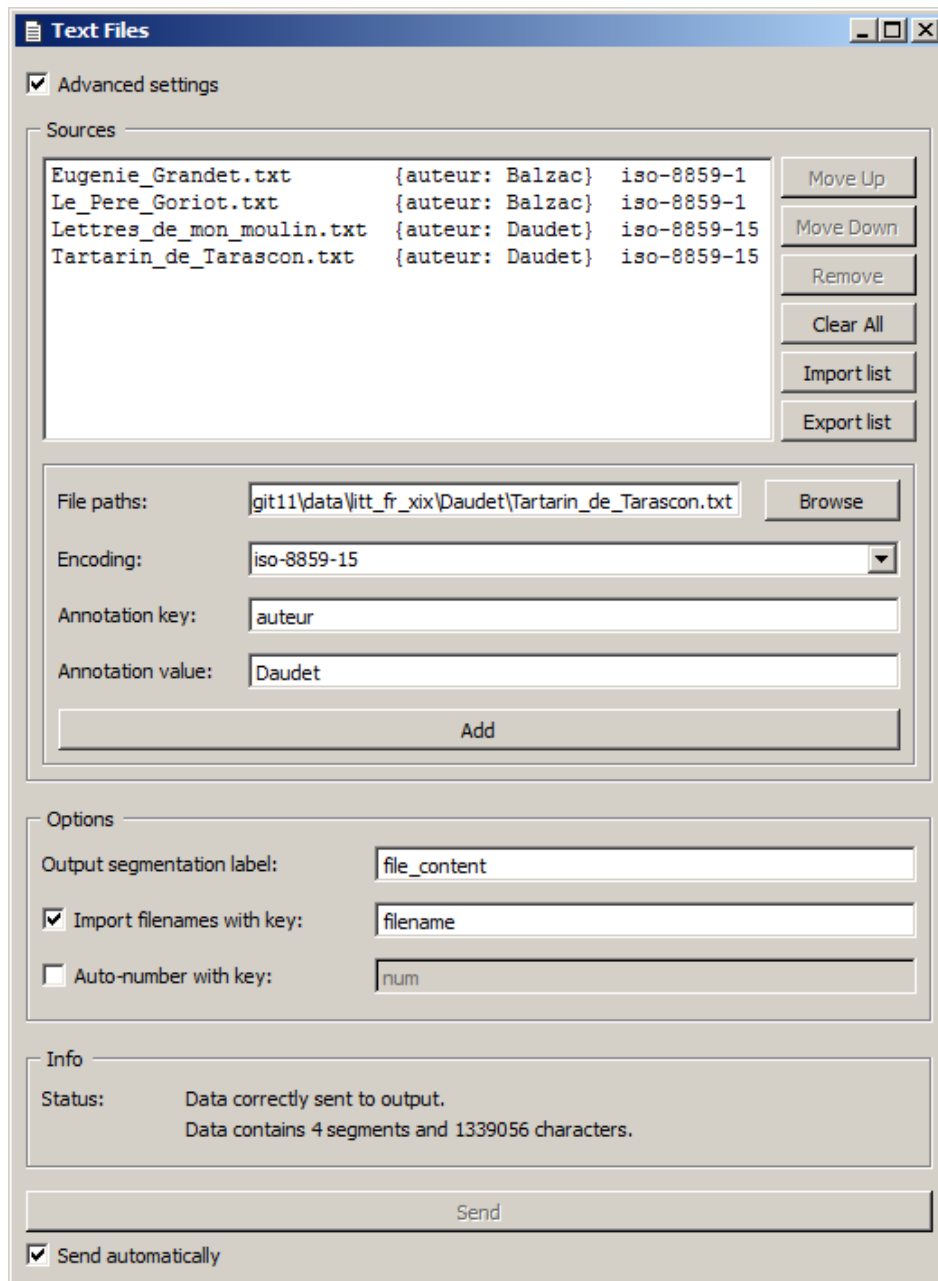 Text Files
Advanced settings
Sources
Eugenie_Grandet.txt {auteur: Balzac} iso-8859-1
Le_Pere_Goriot.txt {auteur: Balzac} iso-8859-1
Lettres_de_mon_moulin.txt {auteur: Daudet} iso-8859-15
Tartarin_de_Tarascon.txt {auteur: Daudet} iso-8859-15
Move Up
Move Down
Remove
Clear All
Import list
Export list
File paths: git11\data\litt_fr_xix\Daudet\Tartarin_de_Tarascon.txt Browse
Encoding: iso-8859-15
Annotation key: auteur
Annotation value: Daudet
Add
Options
Output segmentation label: file_content
Import filenames with key: filename
Auto-number with key: num
Info
Status: Data correctly sent to output.
Data contains 4 segments and 1339056 characters.
Send
Send automatically